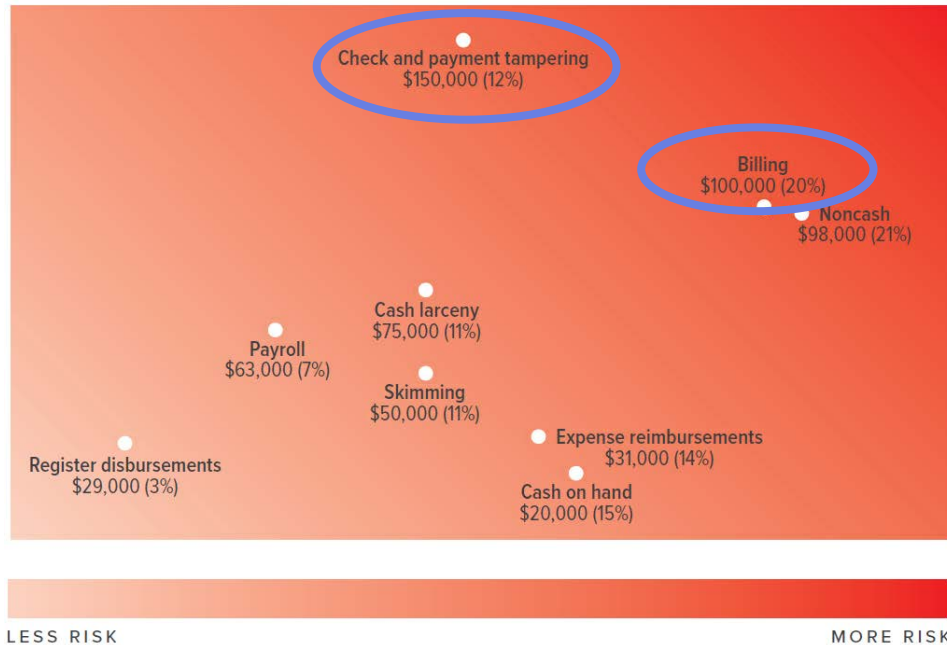 Check and payment tampering
$150,000 (12%)
Billing
$100,000 (20%)
Noncash
$98,000 (21%)
Cash larceny
$75,000 (11%)
Payroll
$63,000 (7%)
Skimming
$50,000 (11%)
Expense reimbursements
$31,000 (14%)
Register disbursements
$29,000 (3%)
Cash on hand
$20,000 (15%)
LESS RISK
MORE RISK